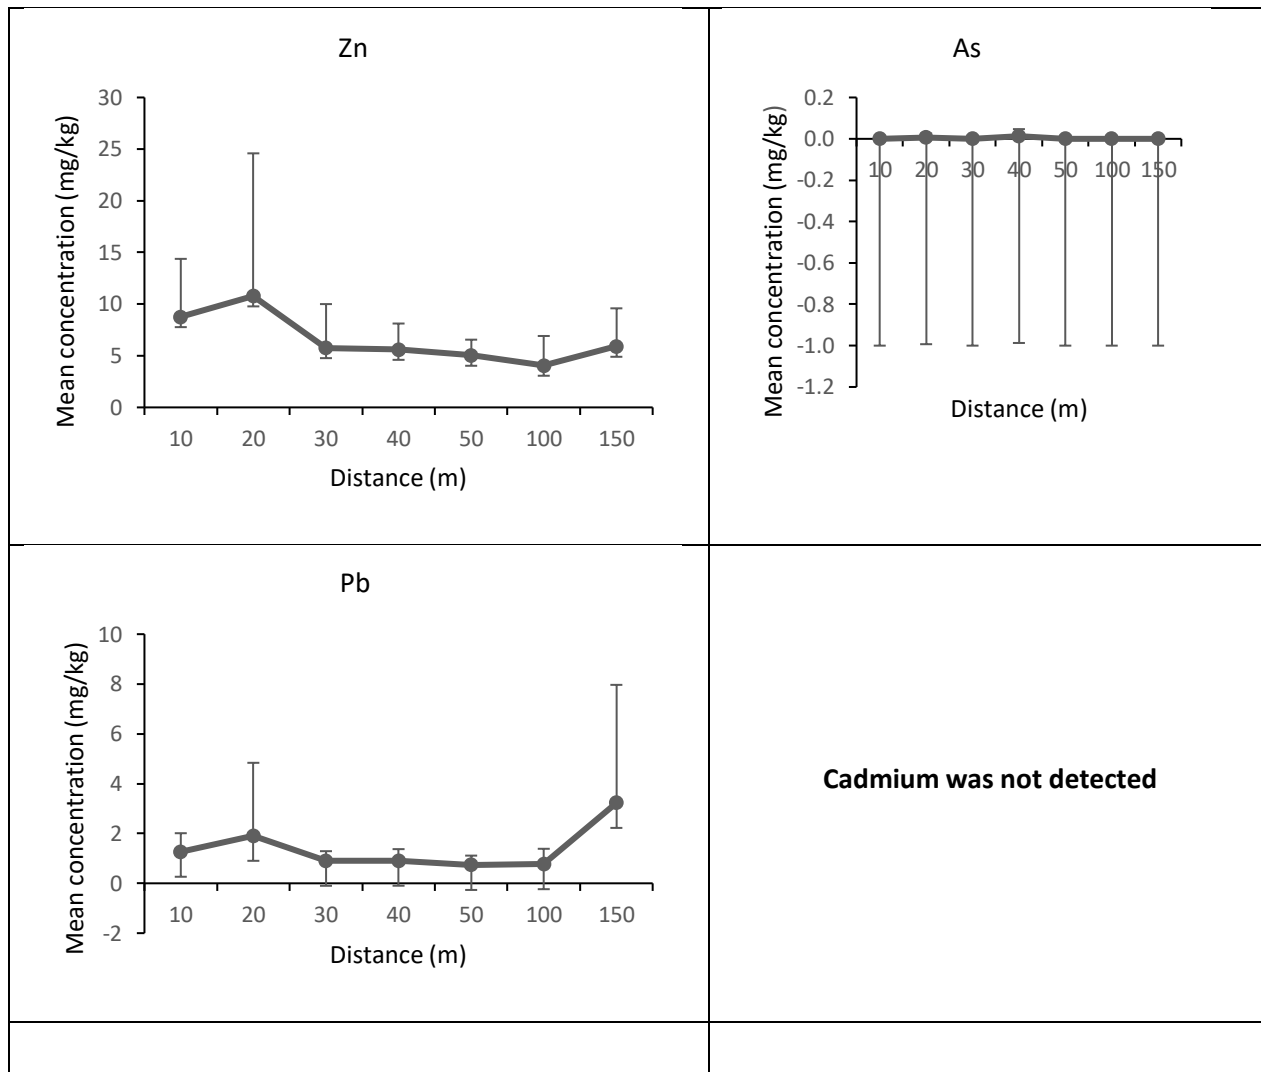 Zn
Mean concentration (mg/kg)
30
25
20
15
10
5
0
10 20 30 40 50 100 150
Distance (m)
As
Mean concentration (mg/kg)
0.2
0.0
-0.2
-0.4
-0.6
-0.8
-1.0
-1.2
10 20 30 40 50 100 150
Distance (m)
Pb
Mean concentration (mg/kg)
10
8
6
4
2
0
-2
10 20 30 40 50 100 150
Distance (m)
Cadmium was not detected